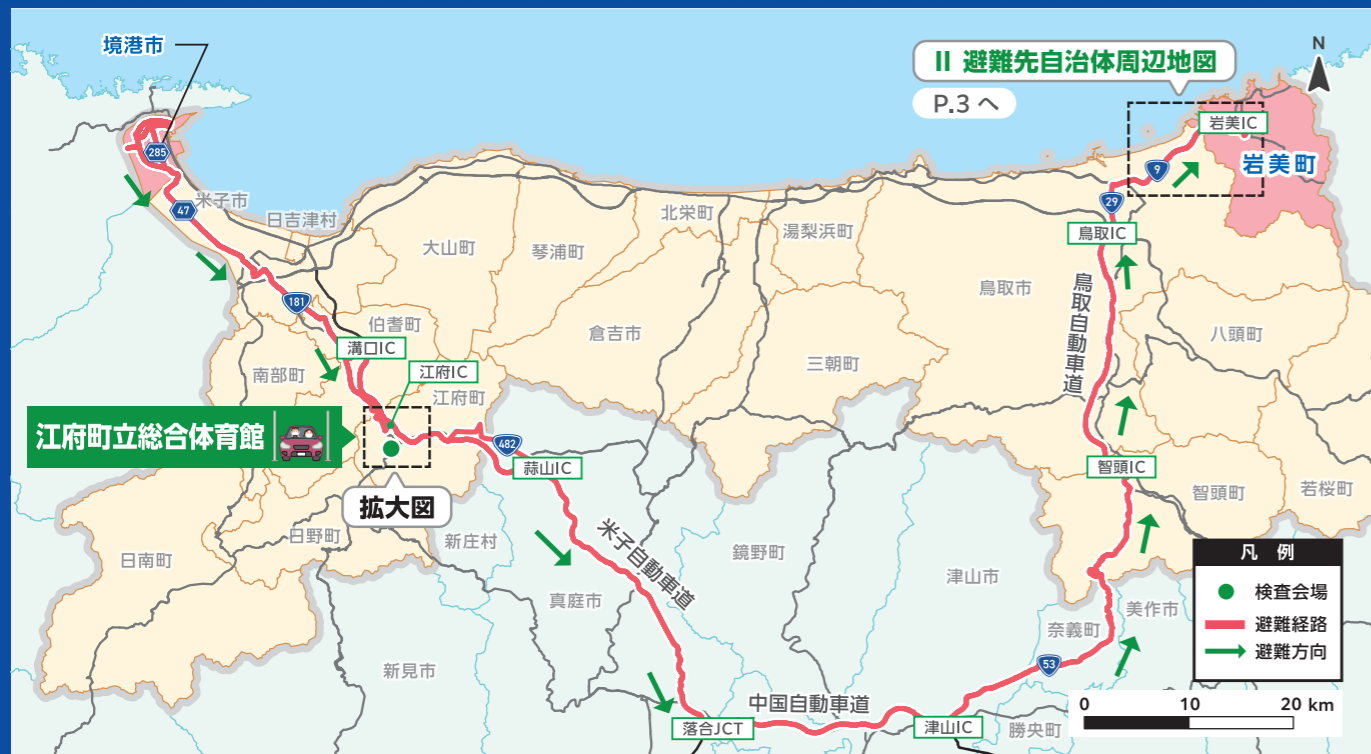 境港市
II 避難先自治体周辺地図
P.3 へ
N
岩美IC
岩美町
285
9
米子市
47
29
日吉津村
北栄町
湯梨浜町
鳥取IC
大山町
琴浦町
鳥取市
鳥取自動車道
181
伯耆町
倉吉市
八頭町
溝口IC
三朝町
南部町
江府IC
江府町
江府町立総合体育館
482
蒜山IC
智頭IC
智頭町
若桜町
拡大図
日野町
新庄村
米子自動車道
鏡野町
日南町
津山市
真庭市
美作市
奈義町
新見市
53
凡 例
検査会場
避難経路
避難方向
中国自動車道
落合JCT
津山IC
勝央町
0 10 20 km